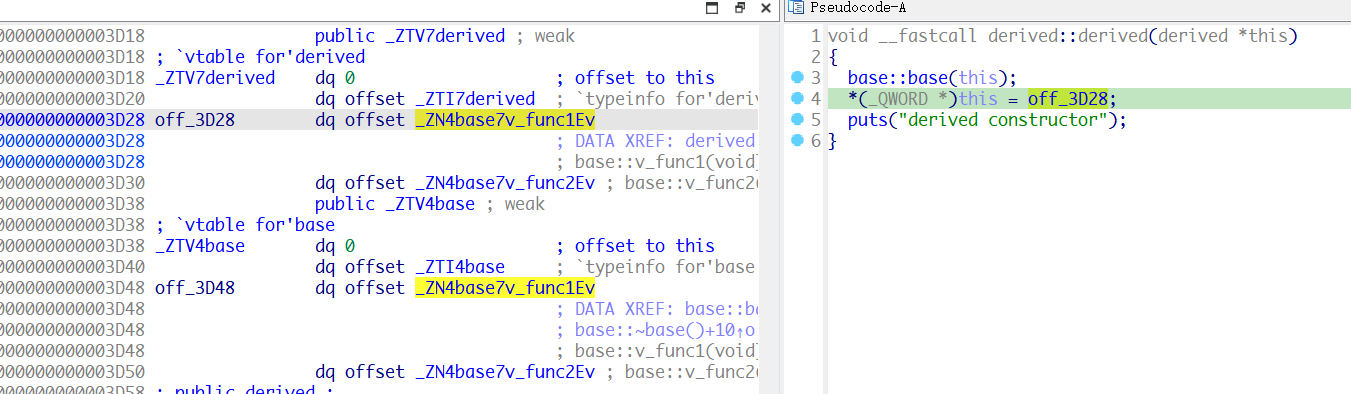 Pseudocode-A
000000000003D18 public _ZTV7derived ; weak
000000000003D18 ; `vtable for'derived
000000000003D18 _ZTV7derived dq 0 ; offset to this
000000000003D20 dq offset _ZTI7derived ; `typeinfo for'deriv
000000000003D28 off_3D28 dq offset _ZN4base7v_func1Ev
000000000003D28 ; DATA XREF: derived
000000000003D28 ; base::v_func1(void)
000000000003D30 dq offset _ZN4base7v_func2Ev ; base::v_func2(
000000000003D38 public _ZTV4base ; weak
000000000003D38 ; `vtable for'base
000000000003D38 _ZTV4base dq 0 ; offset to this
000000000003D40 dq offset _ZTI4base ; `typeinfo for'base
000000000003D48 off_3D48 dq offset _ZN4base7v_func1Ev
000000000003D48 ; DATA XREF: base::ba
000000000003D48 ; base::~base()+10↑o
000000000003D48 ; base::v_func1(void)
000000000003D50 dq offset _ZN4base7v_func2Ev ; base::v_func2(
000000000003D58 ; public derived :
1 void __fastcall derived::derived(derived *this)
2 {
3 base::base(this);
4 *(_QWORD *)this = off_3D28;
5 puts("derived constructor");
6 }